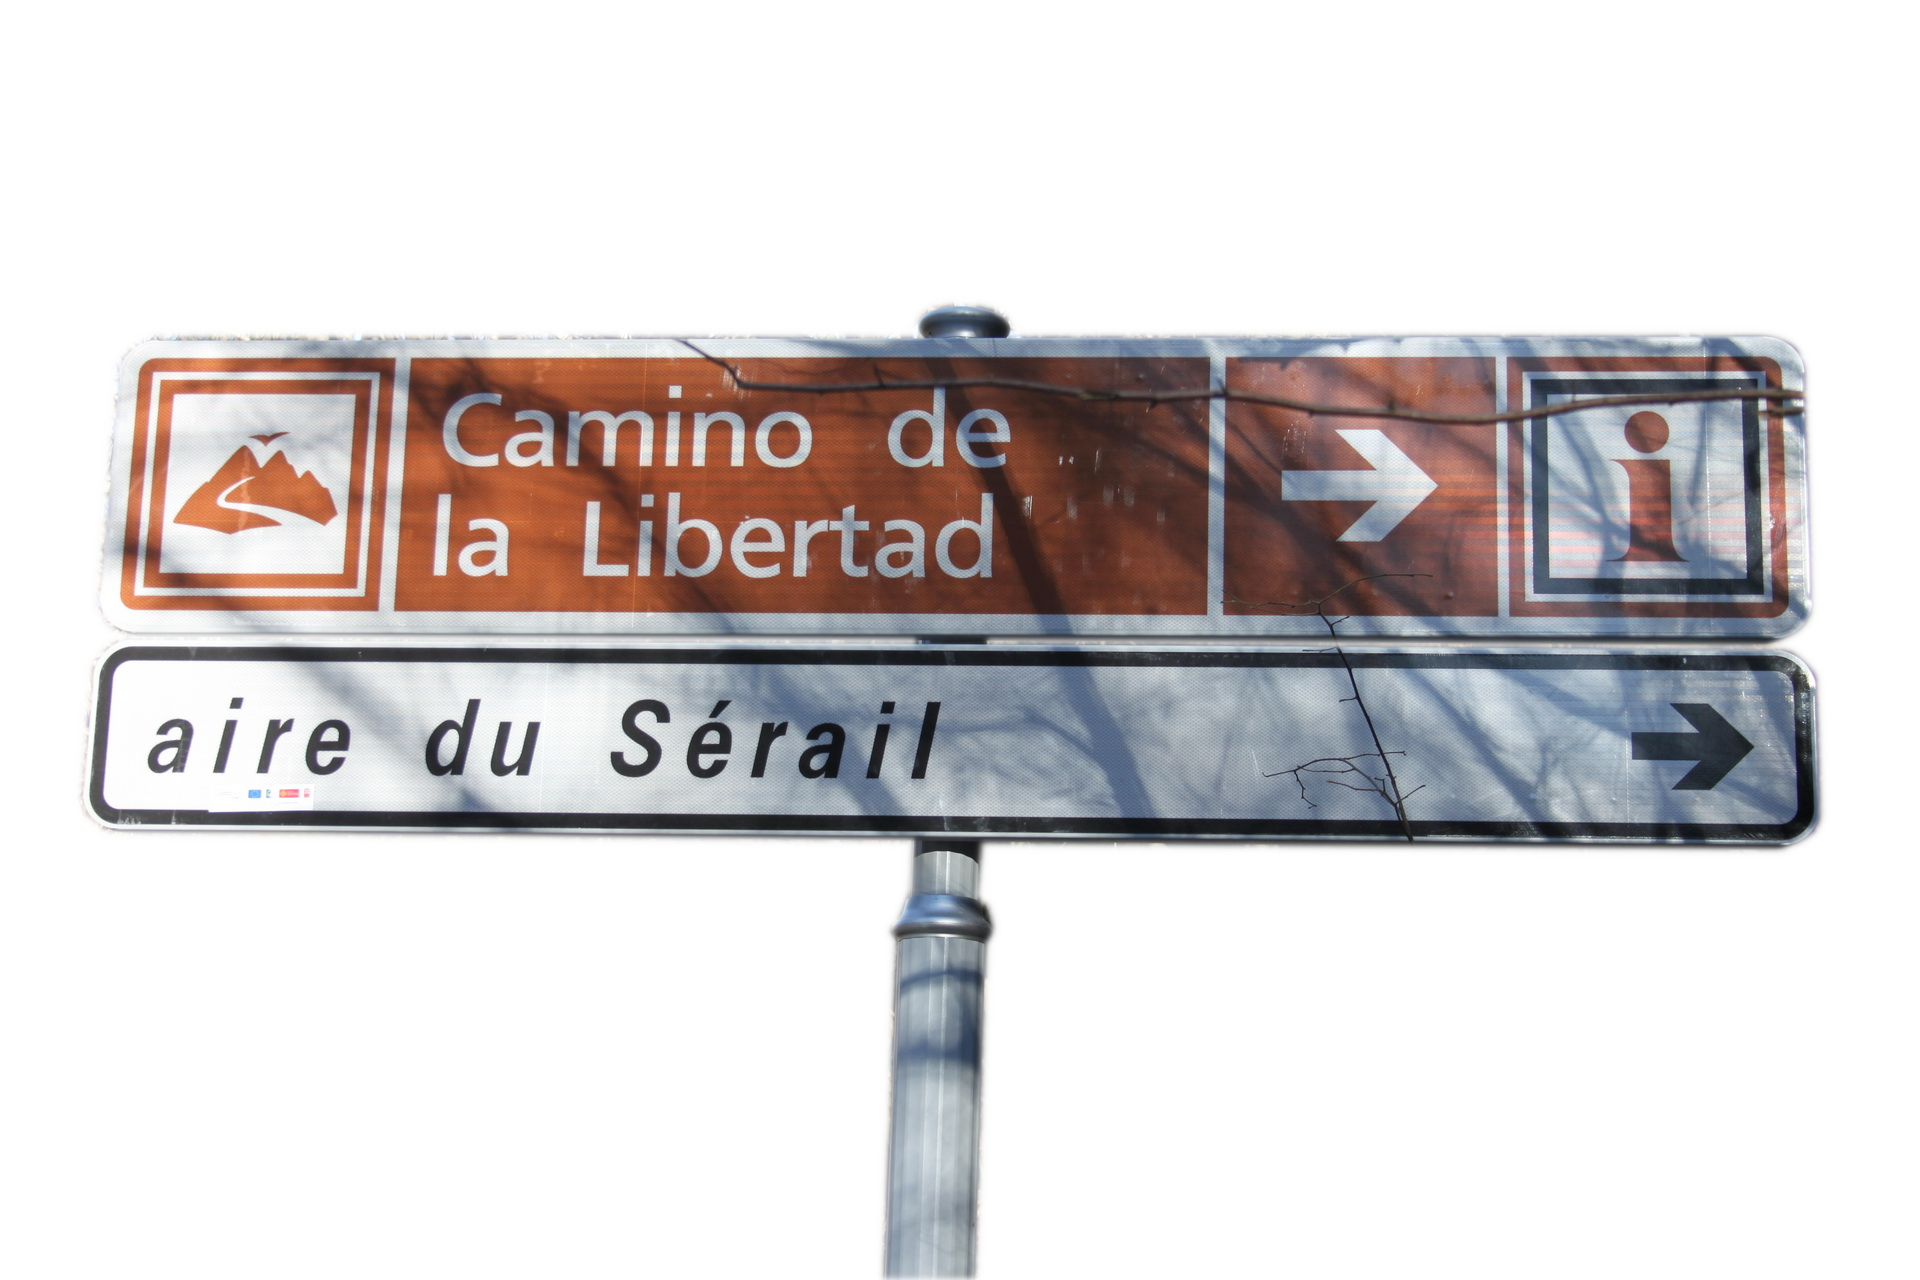 Camino de
la Libertad
i
aire du Sérail